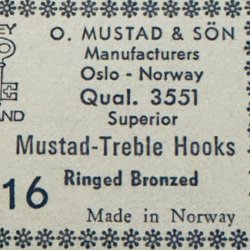 O. MUSTAD & SÖN
Manufacturers
Oslo - Norway
Qual. 3551
Superior
Mustad-Treble Hooks
16
Ringed Bronzed
Made in Norway